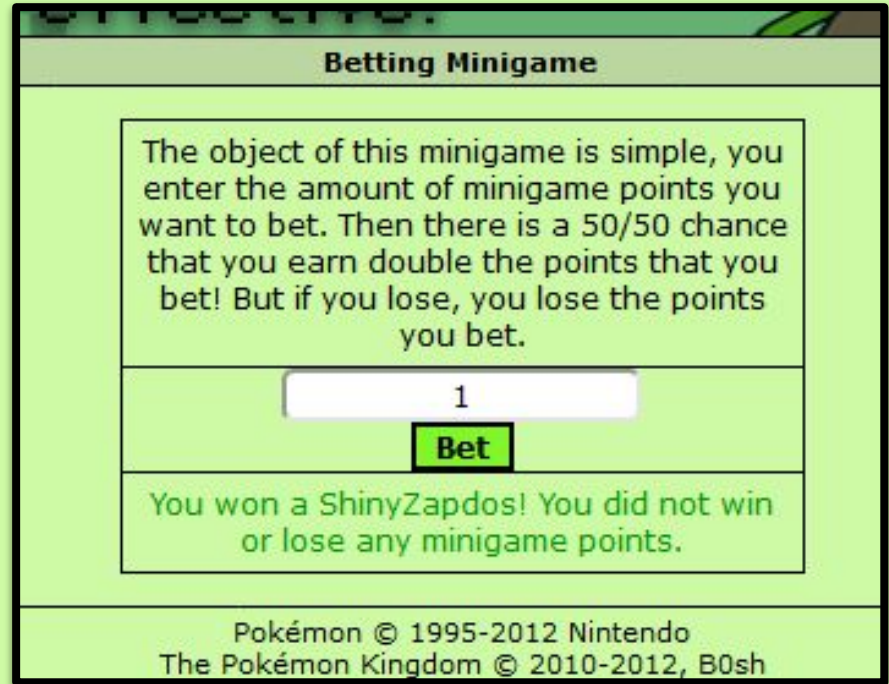 Betting Minigame
The object of this minigame is simple, you
enter the amount of minigame points you
want to bet. Then there is a 50/50 chance
that you earn double the points that you
bet! But if you lose, you lose the points
you bet.
1
Bet
You won a ShinyZapdos! You did not win
or lose any minigame points.
Pokémon © 1995-2012 Nintendo
The Pokémon Kingdom © 2010-2012, B0sh